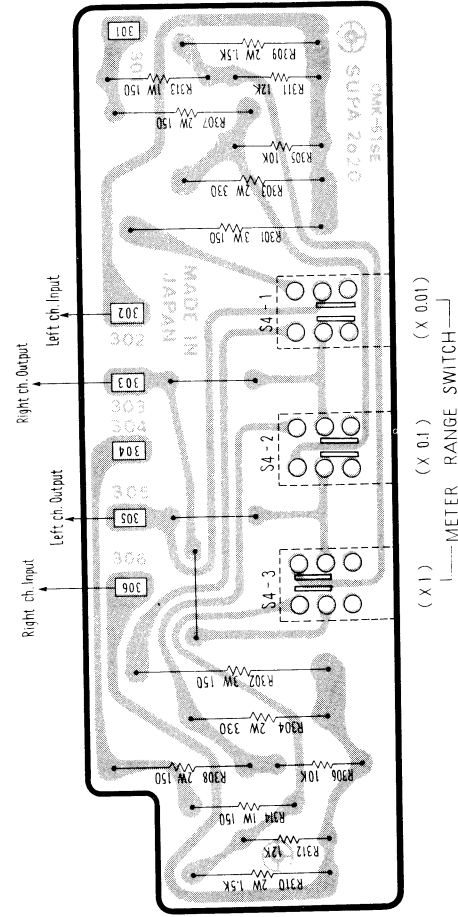 301
301
R309 2W 1.5K
R313 1W 150
R311 12K
R307 2W 150
R305 10K
R303 2W 330
R301 3W 150
SUPA 2020
CMK-51SE
MADE IN
JAPAN
Left ch. Input
302
302
Right ch. Output
303
303
304
304
Left ch. Output
305
305
Right ch. Input
306
306
S4-1
(X 0.01)
S4-2
(X 0.1)
S4-3
(X 1)
METER RANGE SWITCH
R302 3W 150
R304 2W 330
R308 2W 150
R306 10K
R314 1W 150
R312 12K
R310 2W 1.5K